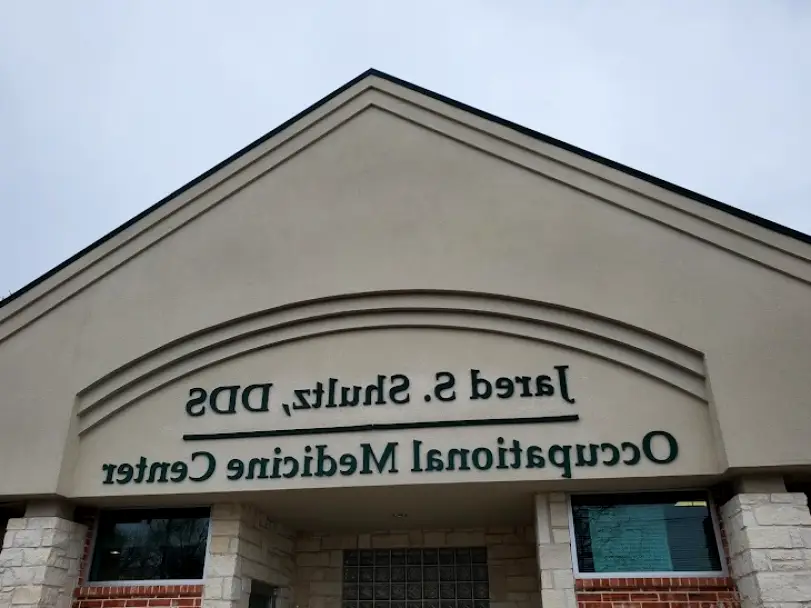 Jared S. Shultz, DDS
Occupational Medicine Center